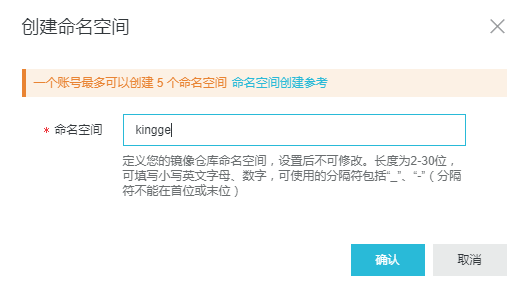 创建命名空间
一个账号最多可以创建 5 个命名空间 命名空间创建参考
* 命名空间 kingge
定义您的镜像仓库命名空间，设置后不可修改。长度为2-30位，
可填写小写英文字母、数字，可使用的分隔符包括“_”、“-”（分隔
符不能在首位或末位）
确认 取消